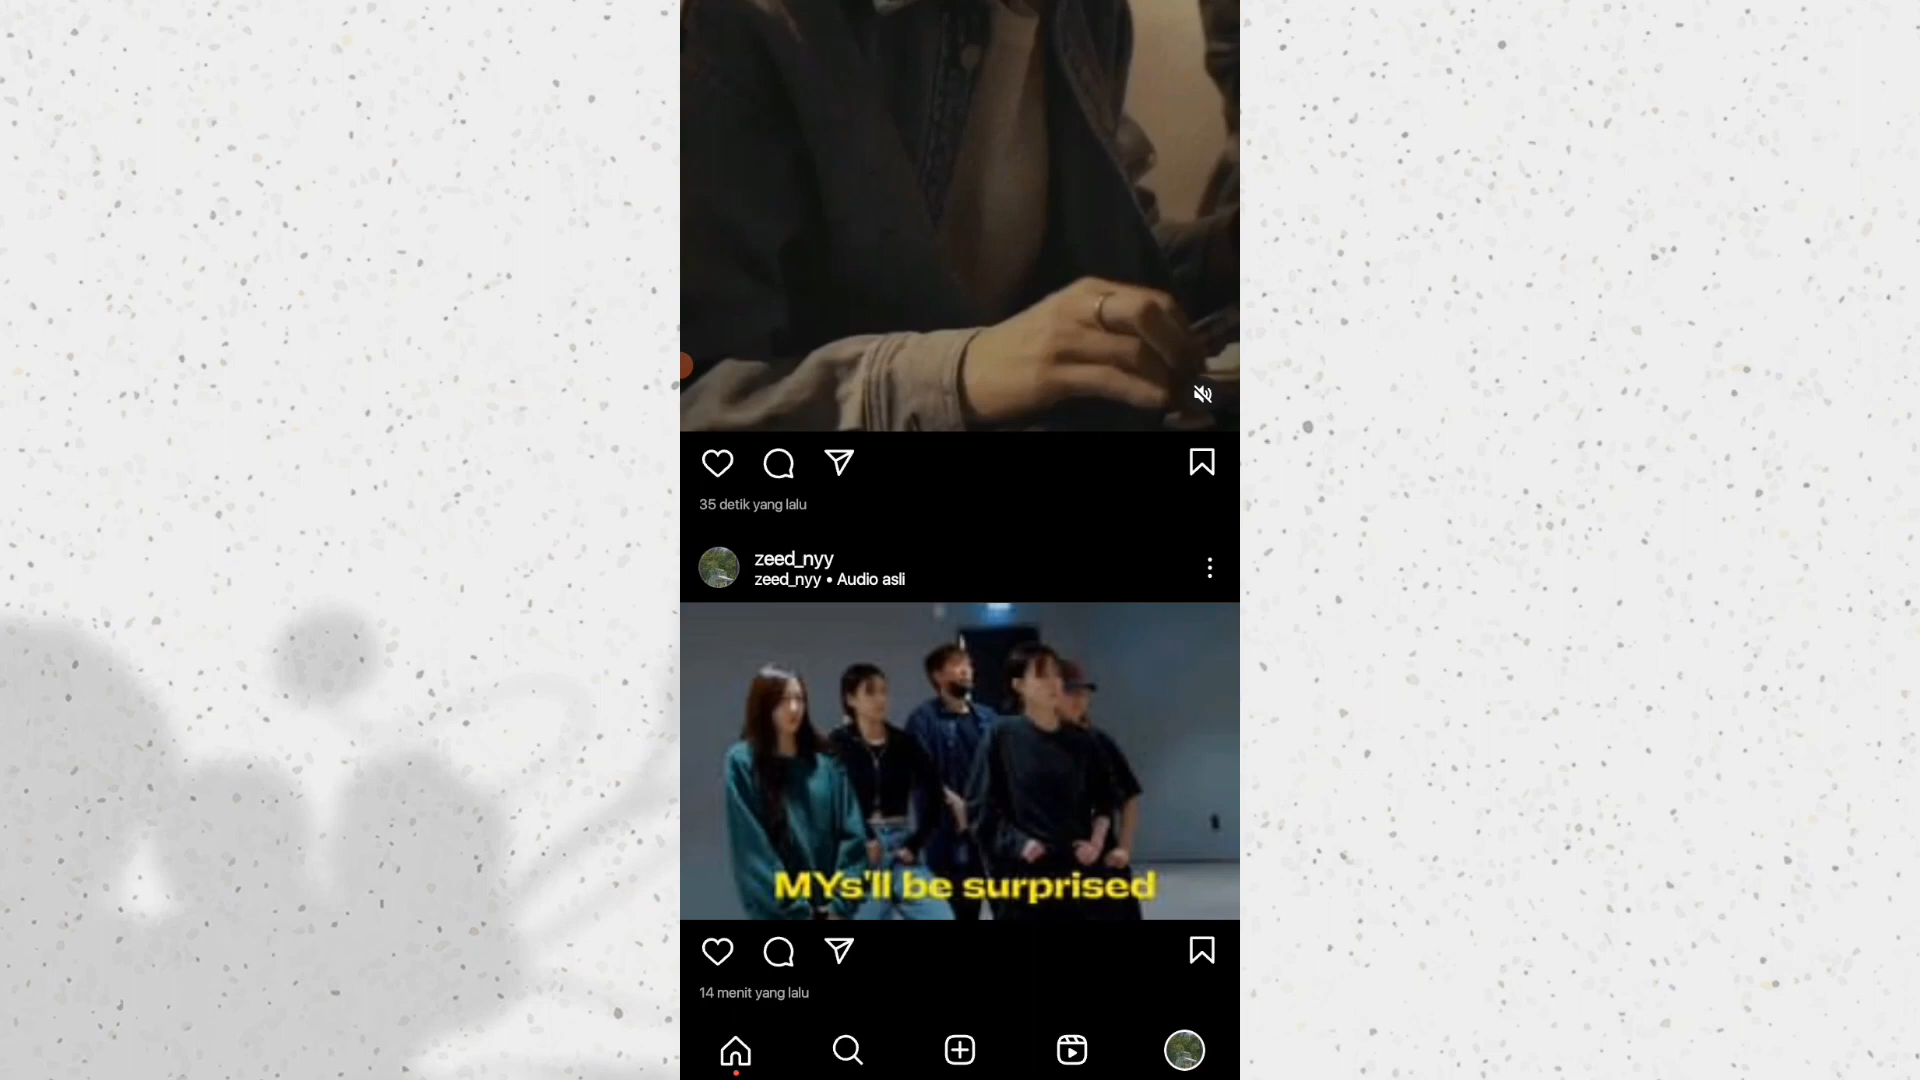 35 detik yang lalu
zeed_nyy
zeed_nyy • Audio asli
MYs'll be surprised
14 menit yang lalu